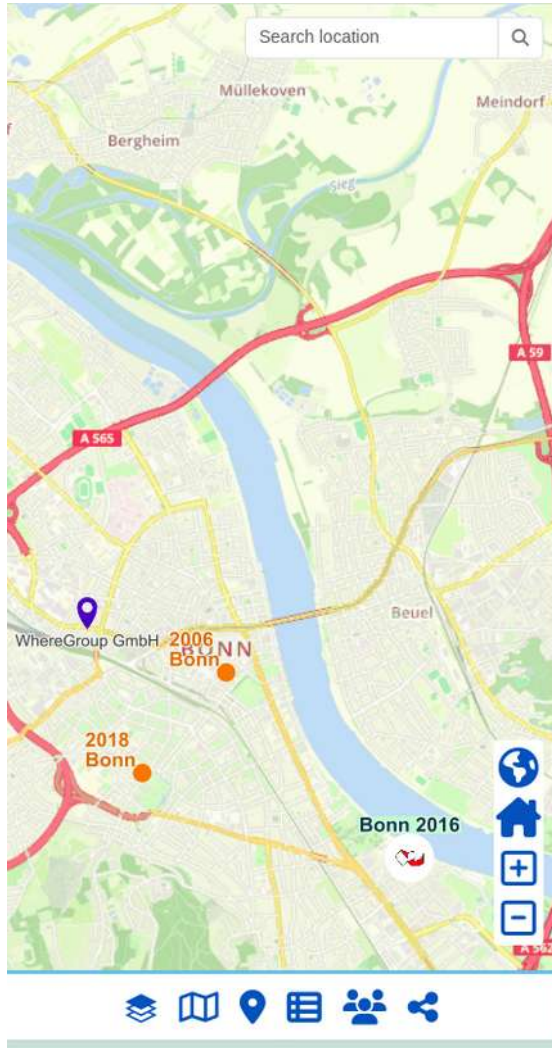 Search location
Müllekoven
Meindorf
Bergheim
Sieg
A 59
A 565
Beuel
WhereGroup GmbH
2006
Bonn
BONN
2018
Bonn
Bonn 2016
A 562